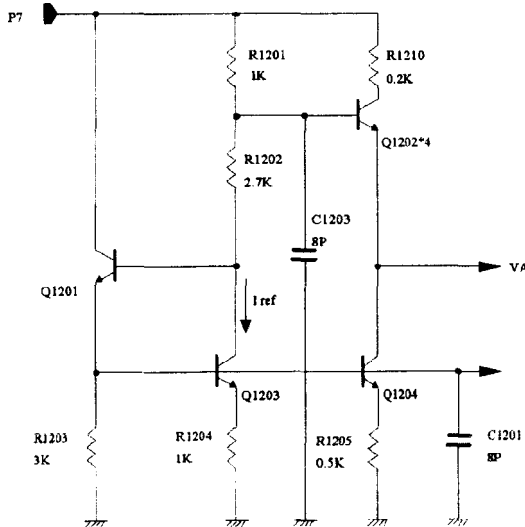 P7
R1201
1K
R1210
0.2K
Q1202*4
R1202
2.7K
C1203
8P
Q1201
I ref
VA
Q1203
Q1204
R1203
3K
R1204
1K
R1205
0.5K
C1201
8P